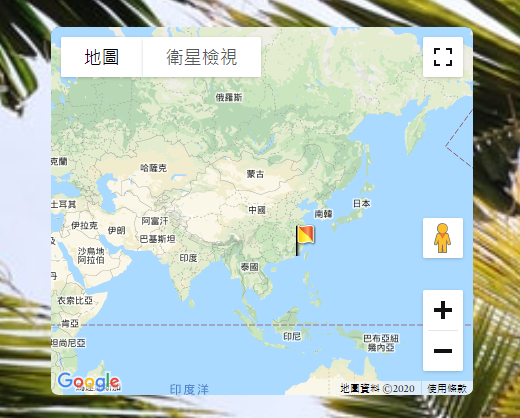 地圖
衛星檢視
俄羅斯
克蘭
哈薩克
蒙古
土耳其
日本
中國
南韓
阿富汗
伊拉克
伊朗
巴基斯坦
沙烏地
阿拉伯
印度
泰國
衣索比亞
肯亞
印尼
巴布亞紐
幾內亞
坦尚尼亞
Google
印度洋
地圖資料 ©2020
使用條款